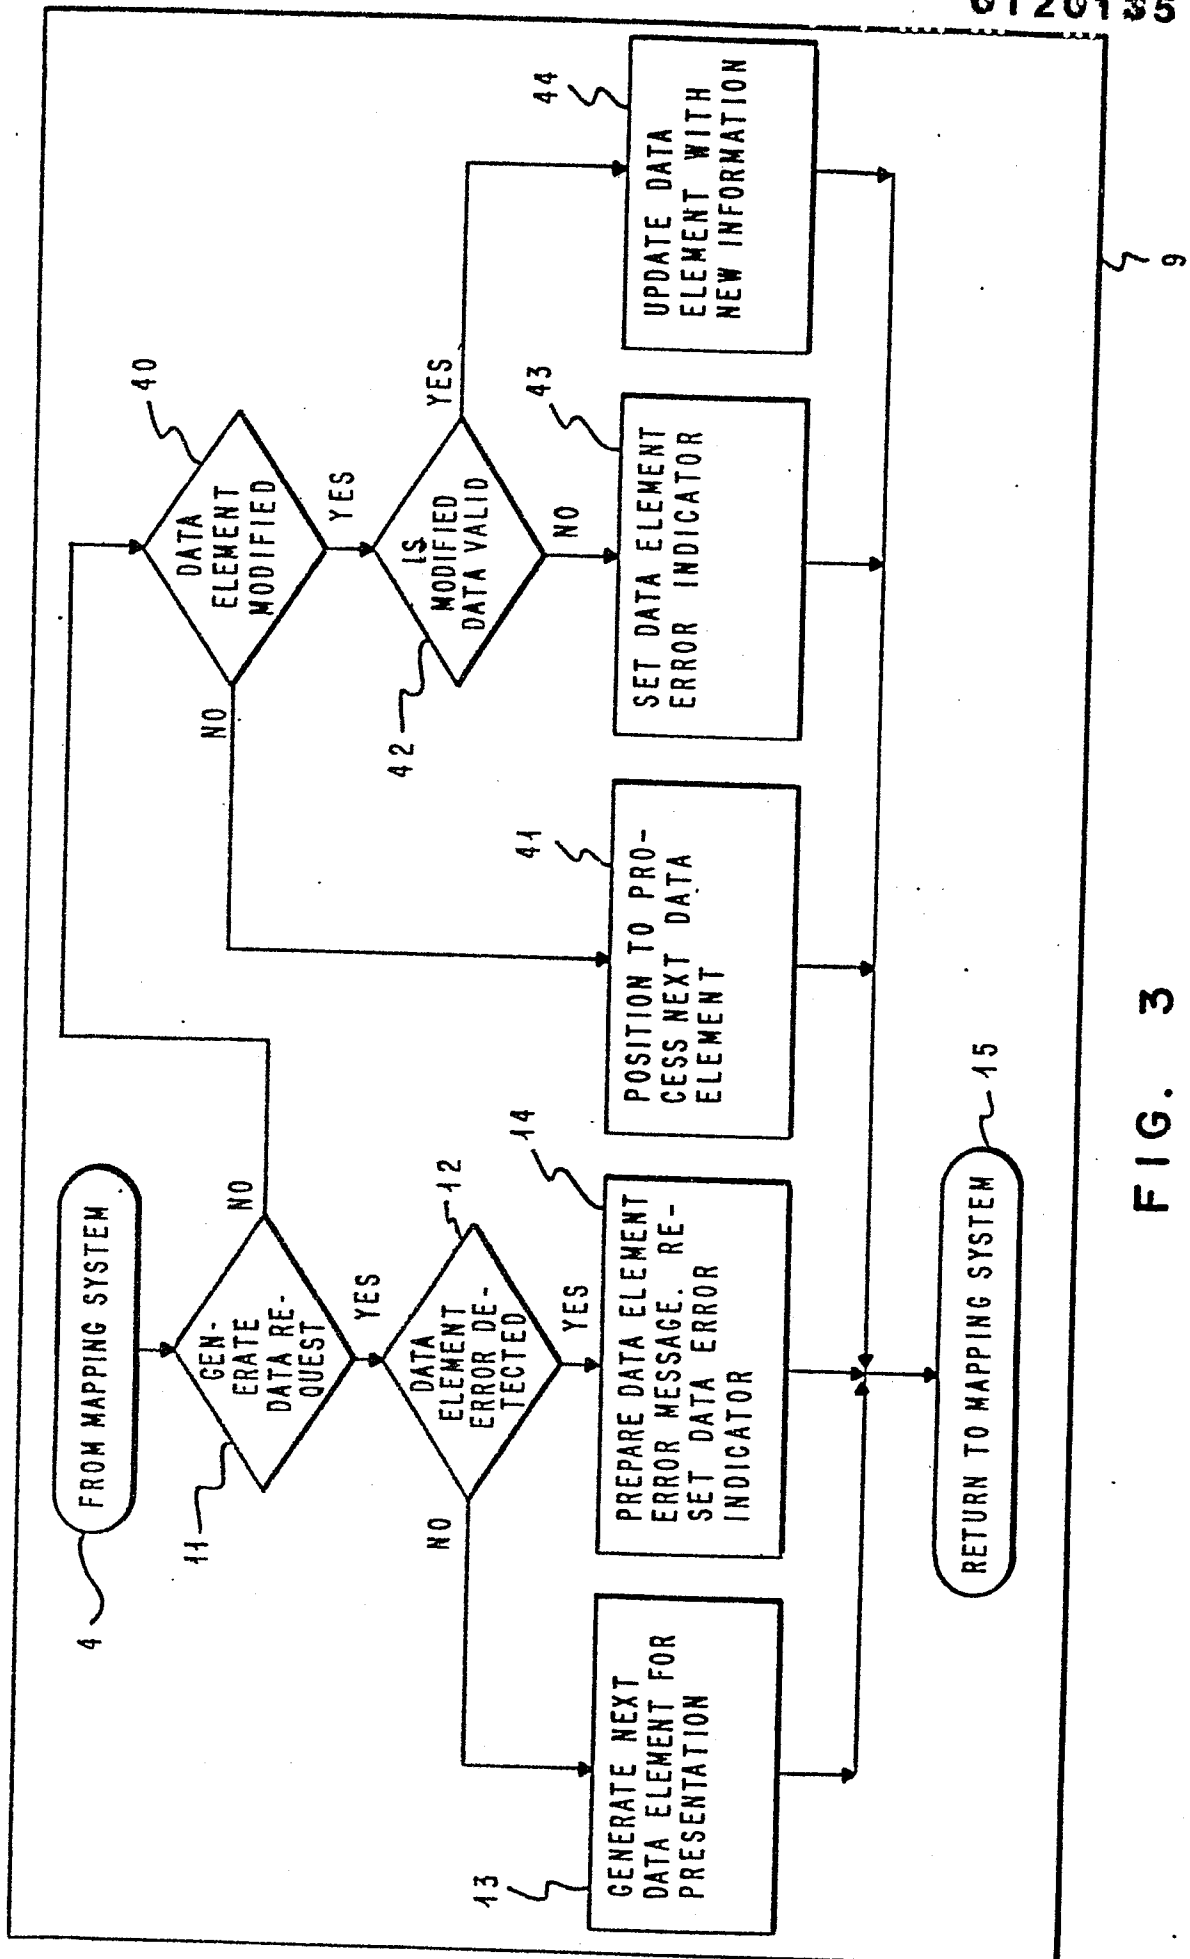 4
FROM MAPPING SYSTEM
11
GEN-
ERATE
DATA RE-
QUEST
NO
YES
12
DATA
ELEMENT
ERROR DE-
TECTED
NO
YES
13
GENERATE NEXT
DATA ELEMENT FOR
PRESENTATION
14
PREPARE DATA ELEMENT
ERROR MESSAGE. RE-
SET DATA ERROR
INDICATOR
40
DATA
ELEMENT
MODIFIED
NO
YES
42
IS
MODIFIED
DATA VALID
YES
NO
41
POSITION TO PRO-
CESS NEXT DATA
ELEMENT
43
SET DATA ELEMENT
ERROR INDICATOR
44
UPDATE DATA
ELEMENT WITH
NEW INFORMATION
RETURN TO MAPPING SYSTEM
15
9
FIG. 3